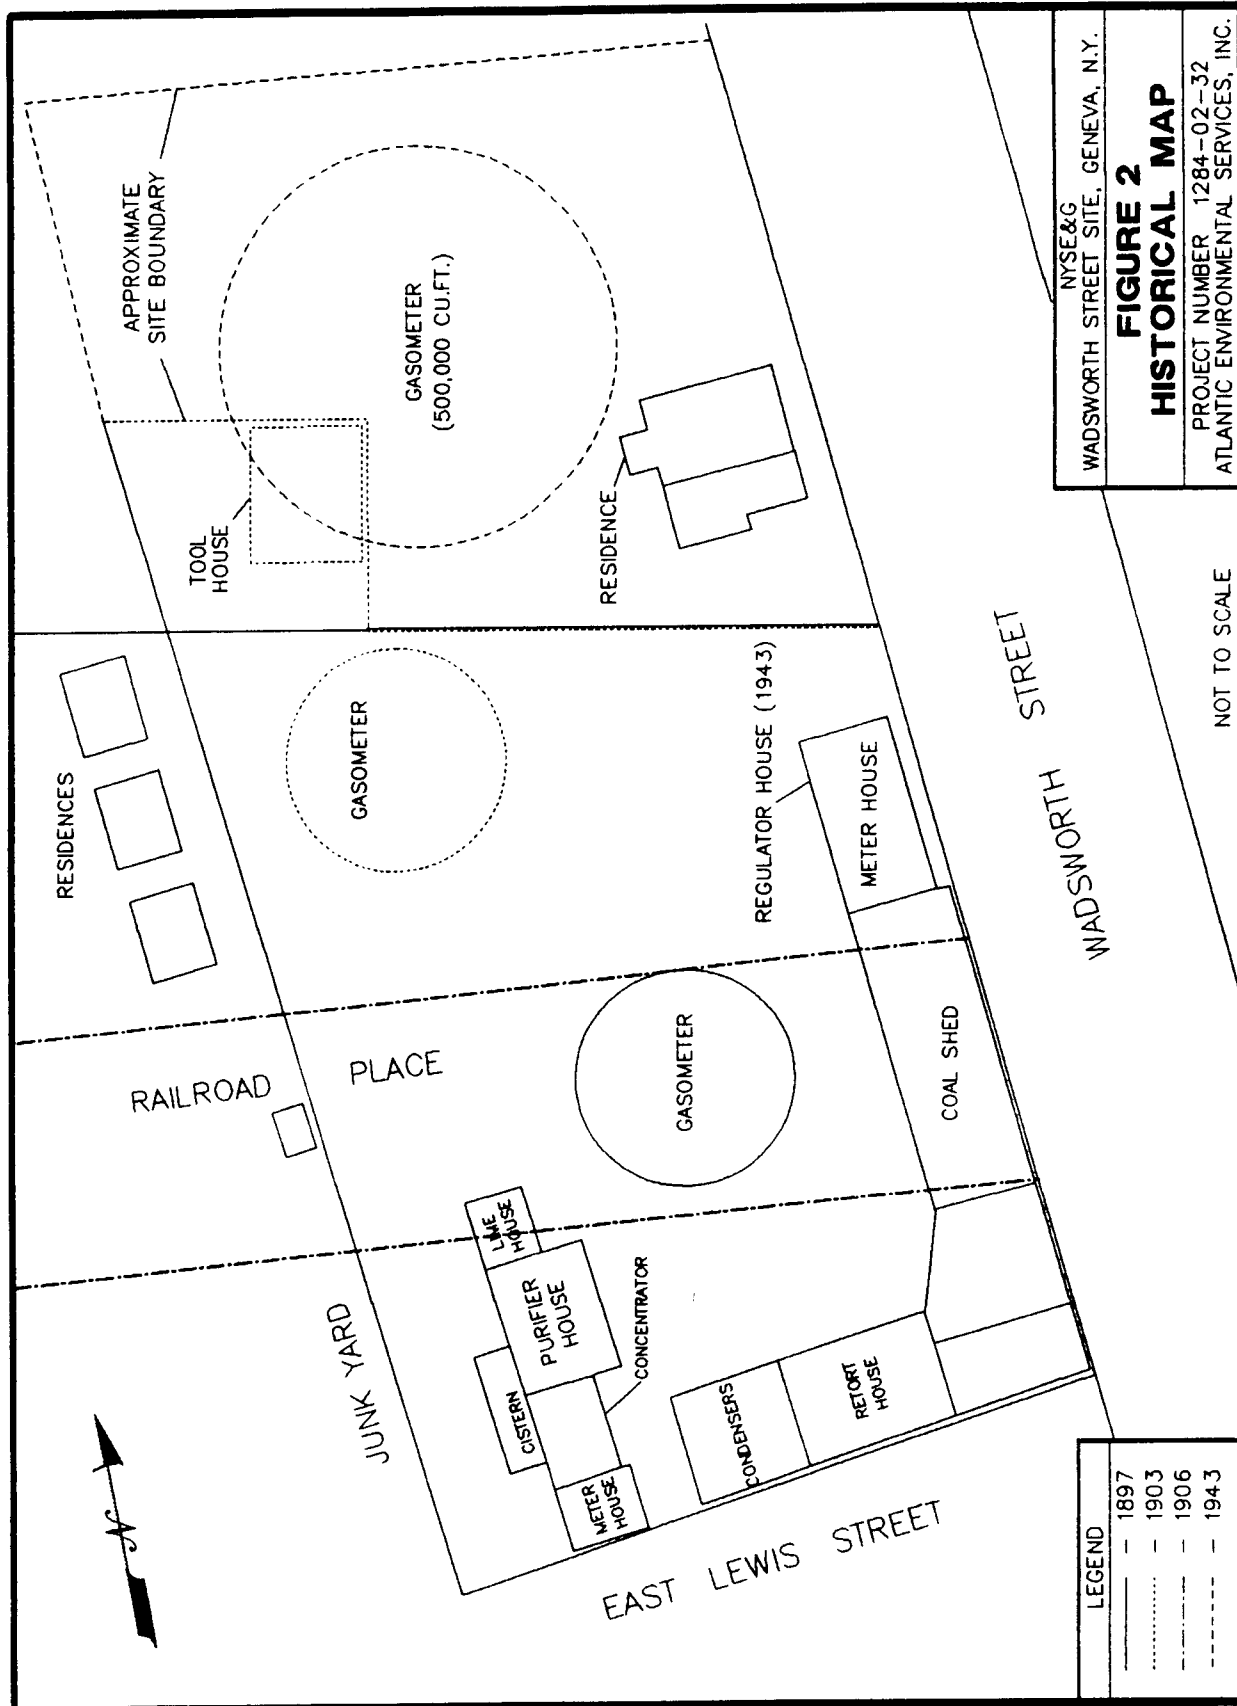 APPROXIMATE
SITE BOUNDARY
GASOMETER
(500,000 CU.FT.)
TOOL
HOUSE
RESIDENCE
RESIDENCES
GASOMETER
REGULATOR HOUSE (1943)
METER HOUSE
RAILROAD PLACE
GASOMETER
COAL SHED
WADSWORTH STREET
JUNK YARD
LIME
HOUSE
PURIFIER
HOUSE
CONCENTRATOR
CISTERN
METER
HOUSE
CONDENSERS
RETORT
HOUSE
EAST LEWIS STREET
N
LEGEND
— 1897
— 1903
— 1906
— 1943
NOT TO SCALE
NYSE&G
WADSWORTH STREET SITE, GENEVA, N.Y.
FIGURE 2
HISTORICAL MAP
PROJECT NUMBER 1284-02-32
ATLANTIC ENVIRONMENTAL SERVICES, INC.